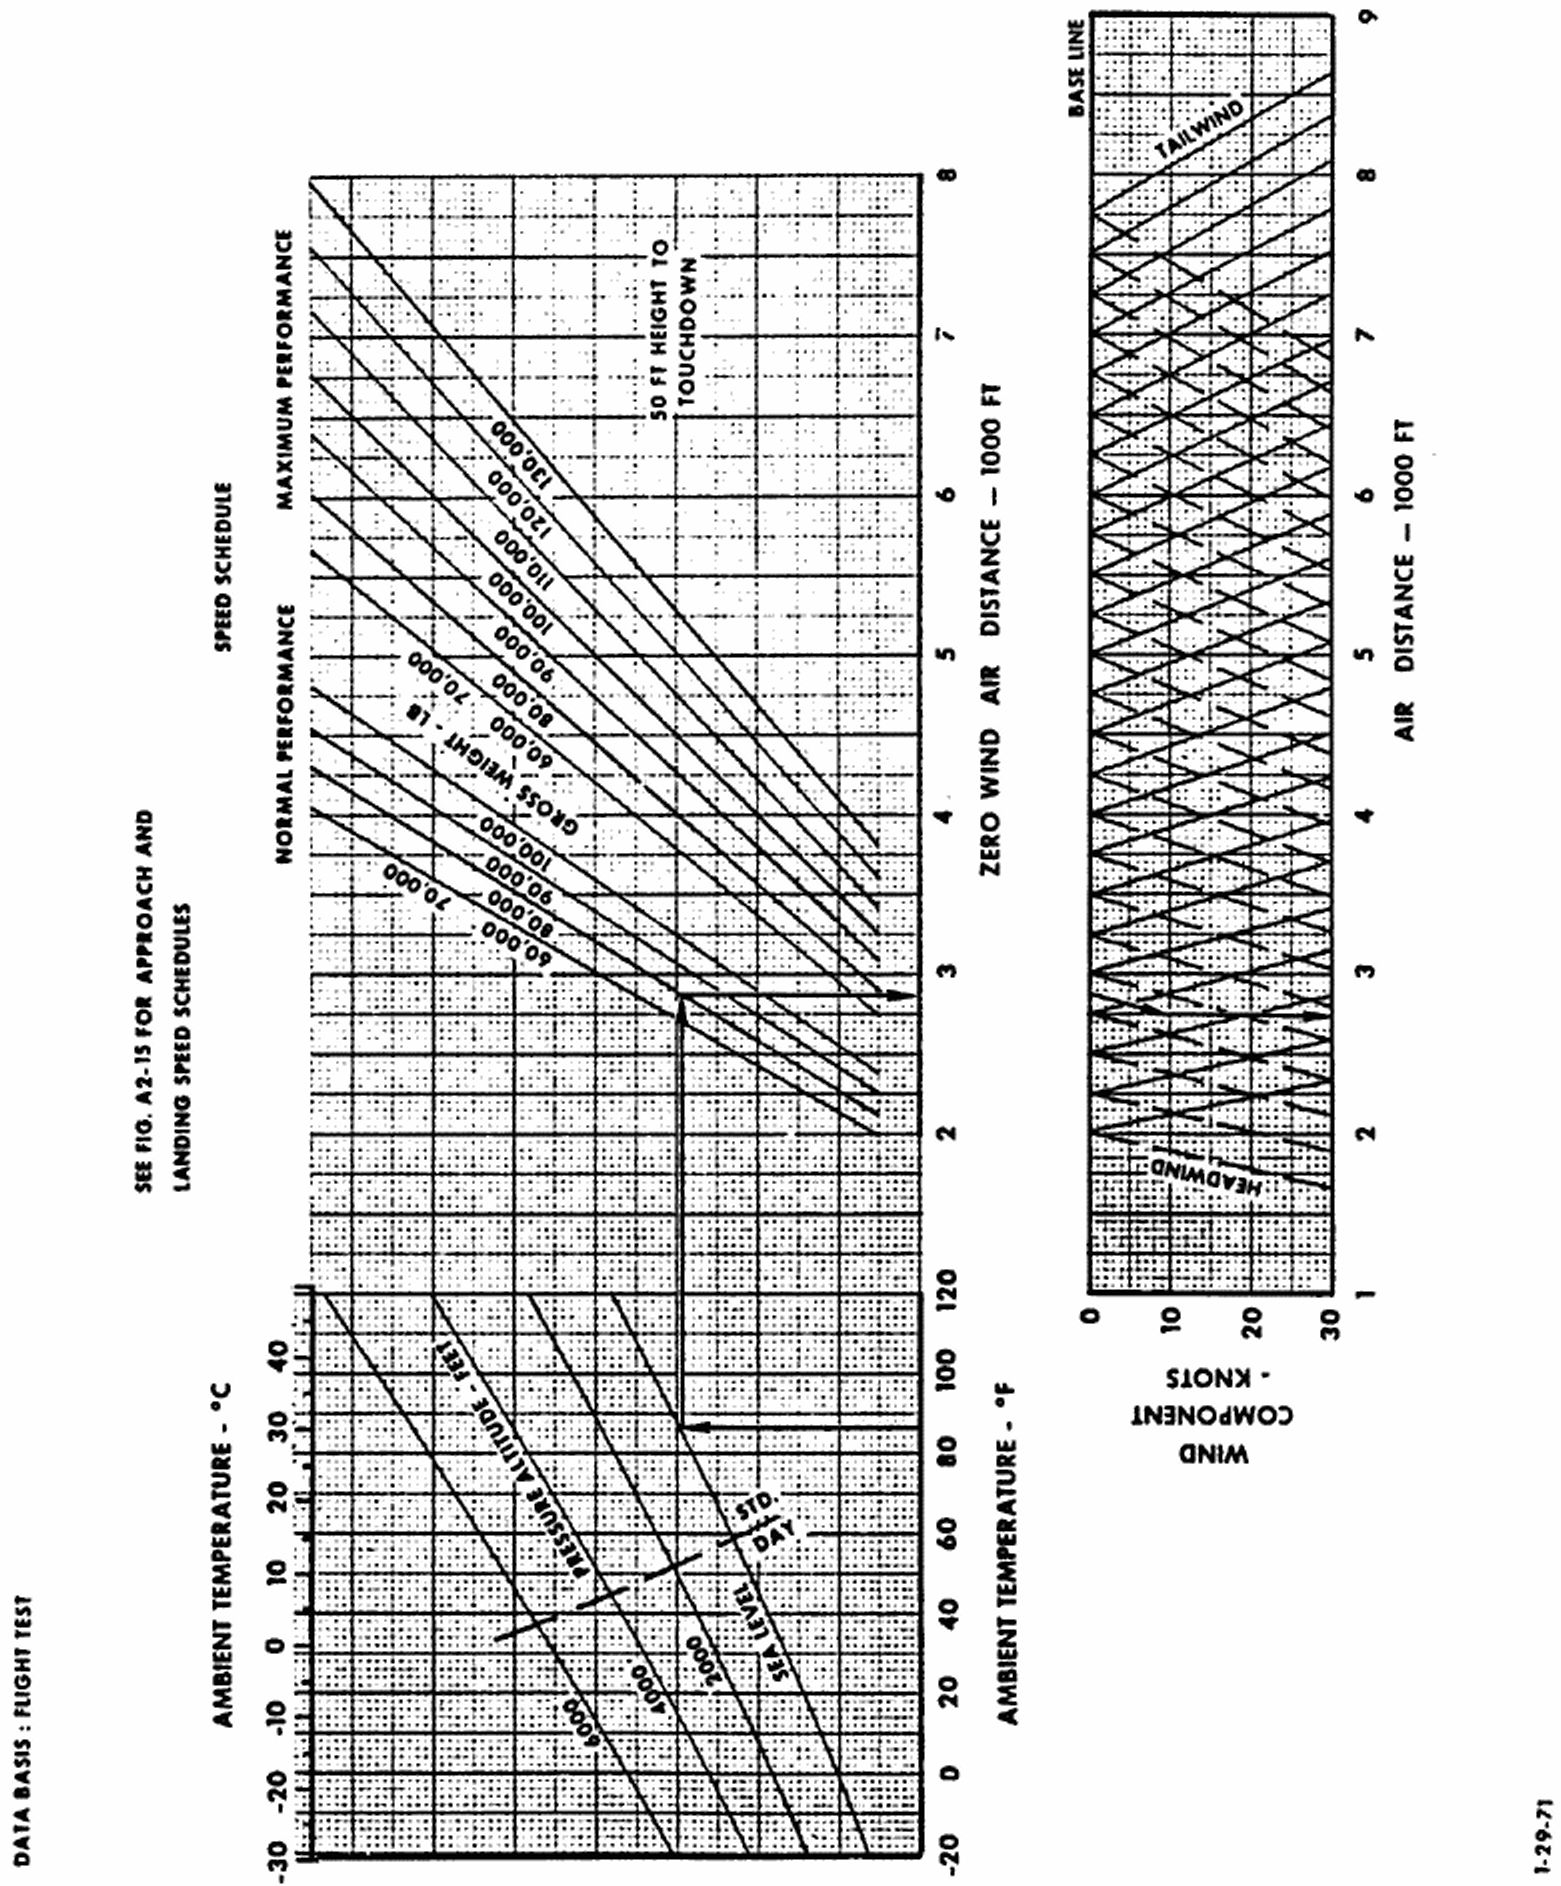 DATA BASIS : FLIGHT TEST
SEE FIG. A2-15 FOR APPROACH AND
LANDING SPEED SCHEDULES
SPEED SCHEDULE
NORMAL PERFORMANCE
MAXIMUM PERFORMANCE
AMBIENT TEMPERATURE - °C
-30 -20 -10 0 10 20 30 40
6000
4000
2000
SEA LEVEL
PRESSURE ALTITUDE - FEET
STD.
DAY
-20 0 20 40 60 80 100 120
AMBIENT TEMPERATURE - °F
70,000
60,000
80,000
90,000
100,000
GROSS WEIGHT - LB
70,000
60,000
80,000
90,000
100,000
110,000
120,000
130,000
50 FT HEIGHT TO
TOUCHDOWN
2 3 4 5 6 7 8
ZERO WIND AIR DISTANCE — 1000 FT
BASE LINE
WIND
COMPONENT
- KNOTS
0
10
20
30
HEADWIND
TAILWIND
1 2 3 4 5 6 7 8 9
AIR DISTANCE — 1000 FT
1-29-71